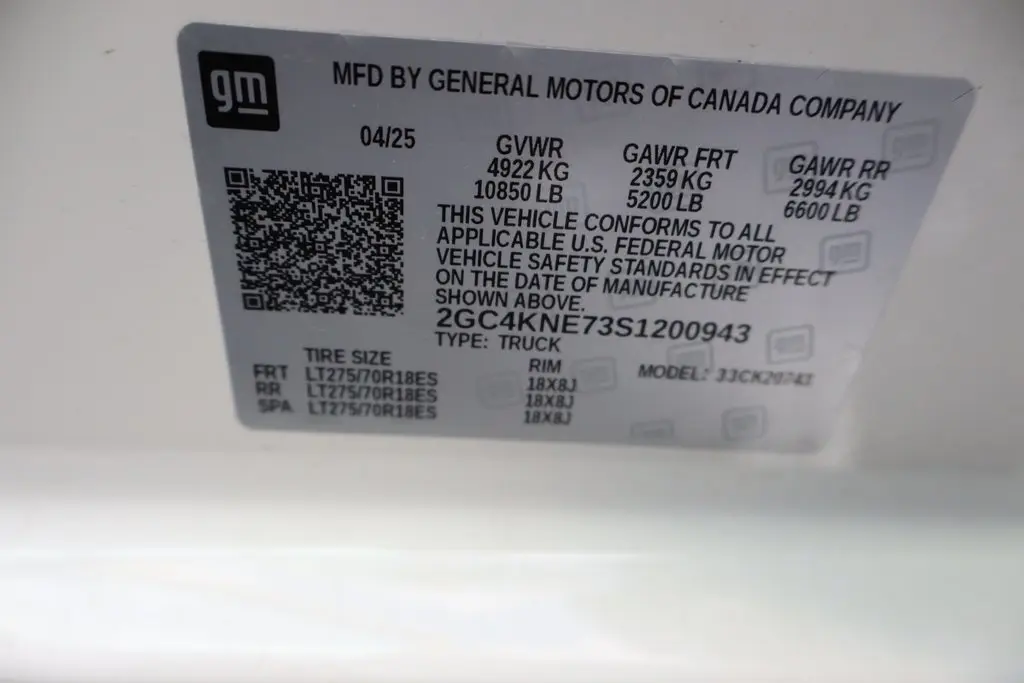 gm
MFD BY GENERAL MOTORS OF CANADA COMPANY
04/25
GVWR
4922 KG
10850 LB
GAWR FRT
2359 KG
5200 LB
GAWR RR
2994 KG
6600 LB
THIS VEHICLE CONFORMS TO ALL
APPLICABLE U.S. FEDERAL MOTOR
VEHICLE SAFETY STANDARDS IN EFFECT
ON THE DATE OF MANUFACTURE
SHOWN ABOVE.
2GC4KNE73S1200943
TYPE: TRUCK
TIRE SIZE RIM
FRT LT275/70R18ES 18X8J
RR LT275/70R18ES 18X8J
SPA LT275/70R18ES 18X8J
MODEL: 33CK20743